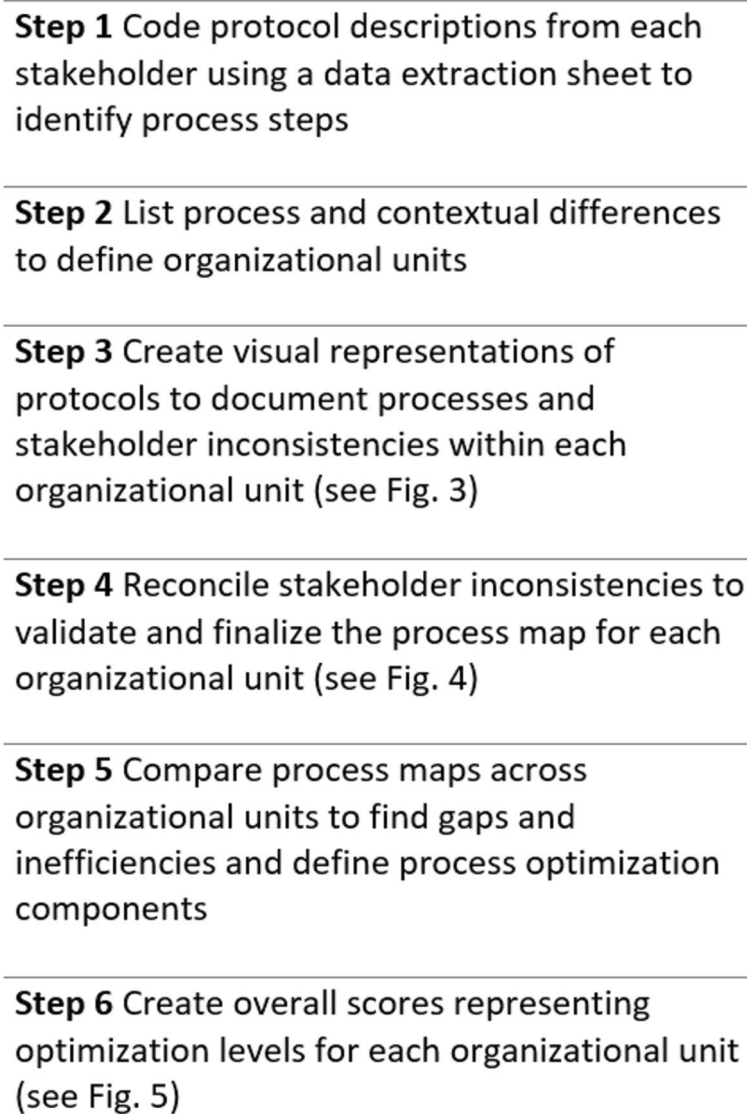 Step 1 Code protocol descriptions from each
stakeholder using a data extraction sheet to
identify process steps
Step 2 List process and contextual differences
to define organizational units
Step 3 Create visual representations of
protocols to document processes and
stakeholder inconsistencies within each
organizational unit (see Fig. 3)
Step 4 Reconcile stakeholder inconsistencies to
validate and finalize the process map for each
organizational unit (see Fig. 4)
Step 5 Compare process maps across
organizational units to find gaps and
inefficiencies and define process optimization
components
Step 6 Create overall scores representing
optimization levels for each organizational unit
(see Fig. 5)